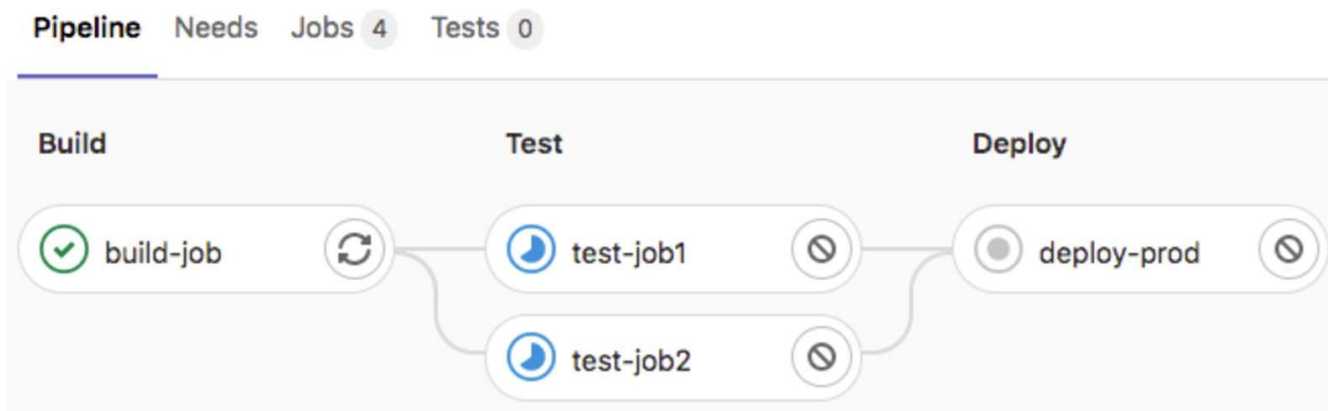 Pipeline Needs Jobs 4 Tests 0
Build Test Deploy
build-job test-job1 deploy-prod
test-job2